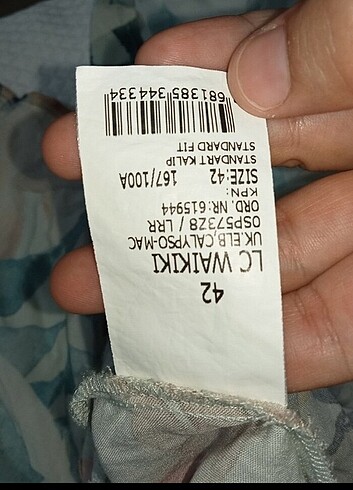 42
LC WAIKIKI
UK.ELB,CALYPSO-MAC
OSP573Z8 / LRR
ORD. NR:615944
KPN:
SIZE:42 167/100A
STANDART KALIP
STANDARD FIT
681385 344334